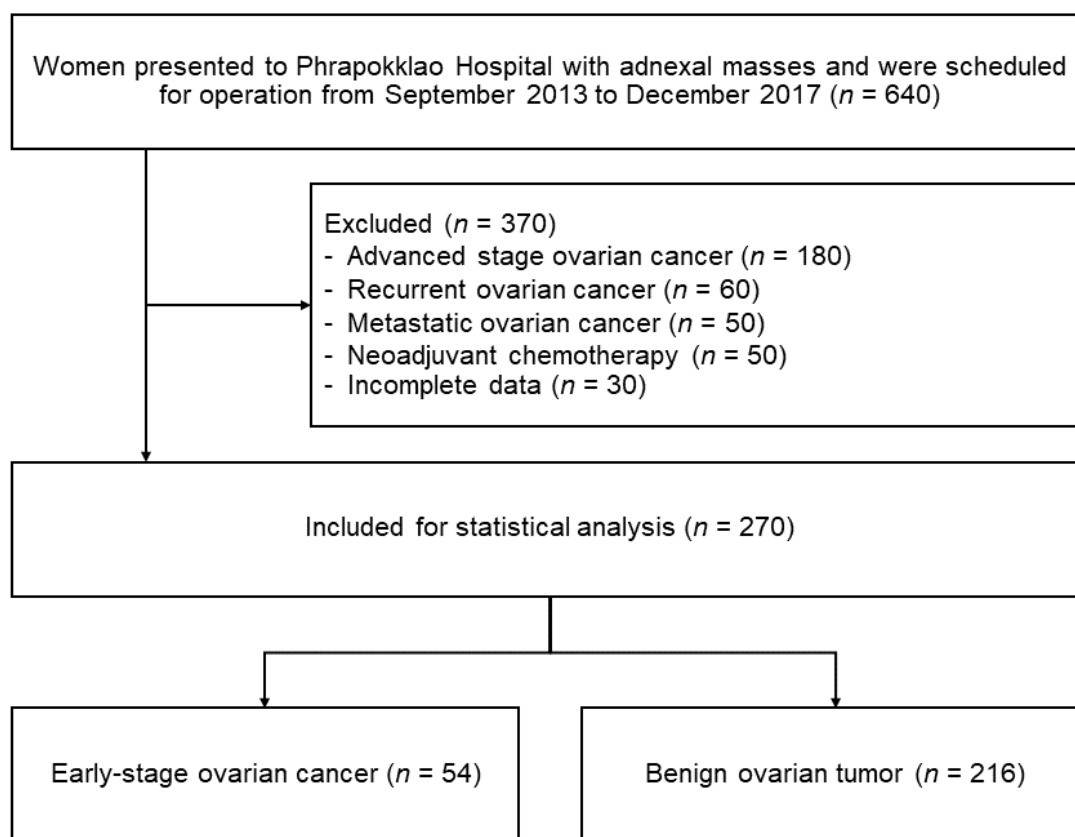 Women presented to Phrapokklao Hospital with adnexal masses and were scheduled
for operation from September 2013 to December 2017 (n = 640)
Excluded (n = 370)
- Advanced stage ovarian cancer (n = 180)
- Recurrent ovarian cancer (n = 60)
- Metastatic ovarian cancer (n = 50)
- Neoadjuvant chemotherapy (n = 50)
- Incomplete data (n = 30)
Included for statistical analysis (n = 270)
Early-stage ovarian cancer (n = 54)
Benign ovarian tumor (n = 216)